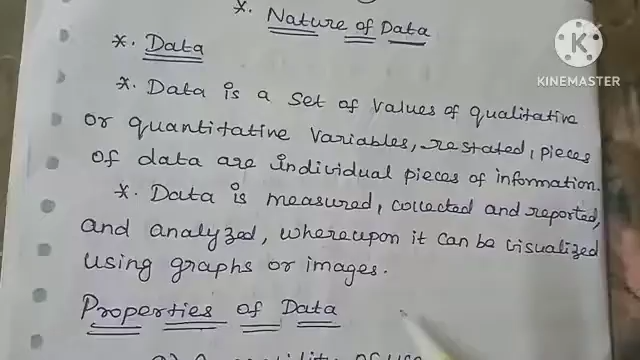 *. Nature of Data
*. Data
*. Data is a set of values of qualitative
or quantitative variables, restated, pieces
of data are individual pieces of information.
*. Data is measured, collected and reported,
and analyzed, whereupon it can be visualized
using graphs or images.
Properties of Data
of use
KINEMASTER